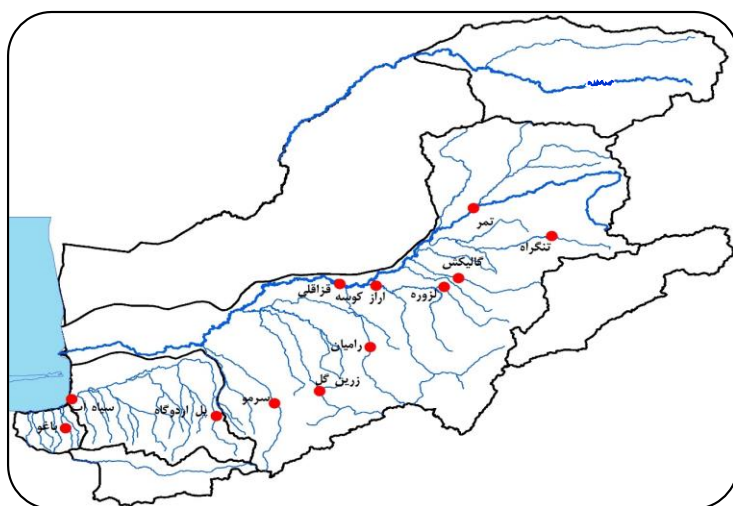 تمر
تنگراه
گالیکش
لزوره
اراز کوسه
قزاقلی
رامیان
زرین گل
سرمو
پل اردوگاه
سیاه آب
باغو